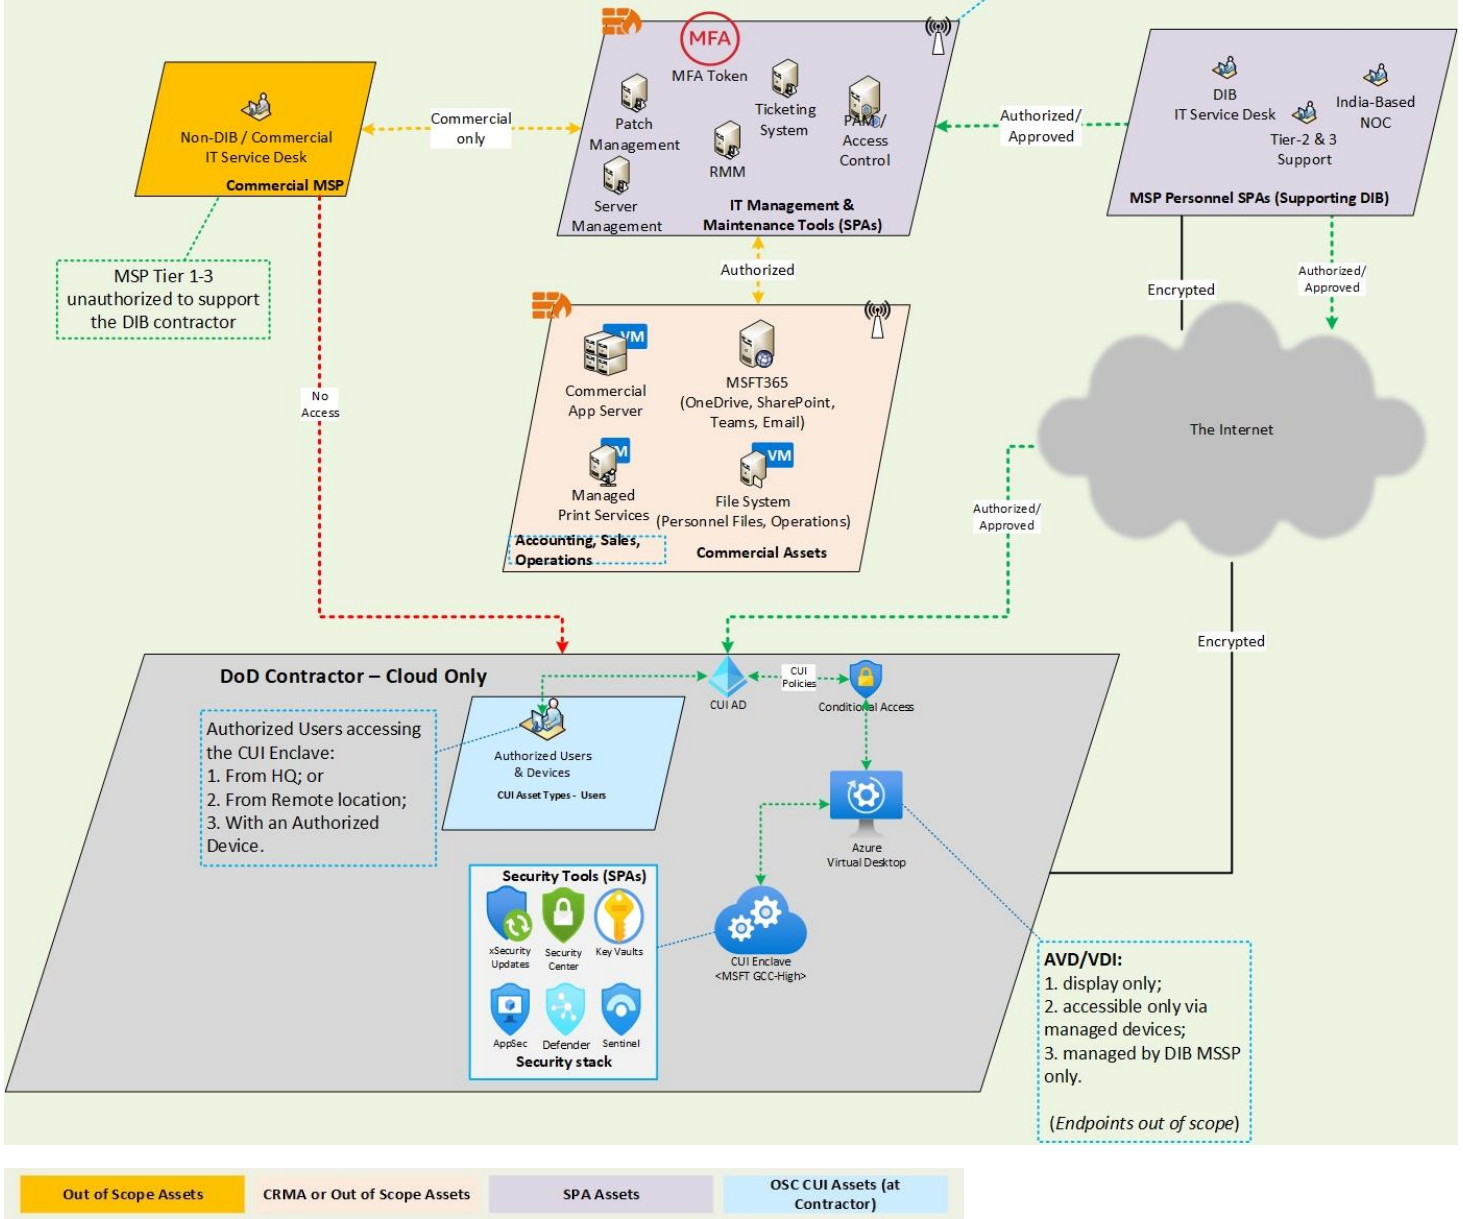 MFA
MFA Token
Patch
Management
Ticketing
System
PAM /
Access
Control
RMM
Server
Management
IT Management &
Maintenance Tools (SPAs)
Non-DIB / Commercial
IT Service Desk
Commercial MSP
Commercial
only
Authorized/
Approved
DIB
IT Service Desk
India-Based
NOC
Tier-2 & 3
Support
MSP Personnel SPAs (Supporting DIB)
MSP Tier 1-3
unauthorized to support
the DIB contractor
Authorized
Encrypted
Authorized/
Approved
VM
Commercial
App Server
MSFT365
(OneDrive, SharePoint,
Teams, Email)
VM
Managed
Print Services
VM
File System
(Personnel Files, Operations)
Accounting, Sales,
Operations
Commercial Assets
No
Access
The Internet
Authorized/
Approved
Encrypted
DoD Contractor – Cloud Only
CUI AD
CUI
Policies
Conditional Access
Authorized Users accessing
the CUI Enclave:
1. From HQ; or
2. From Remote location;
3. With an Authorized
Device.
Authorized Users
& Devices
CUI Asset Types - Users
Azure
Virtual Desktop
Security Tools (SPAs)
xSecurity
Updates
Security
Center
Key Vaults
AppSec
Defender
Sentinel
Security stack
CUI Enclave
<MSFT GCC-High>
AVD/VDI:
1. display only;
2. accessible only via
managed devices;
3. managed by DIB MSSP
only.
(Endpoints out of scope)
Out of Scope Assets
CRMA or Out of Scope Assets
SPA Assets
OSC CUI Assets (at
Contractor)